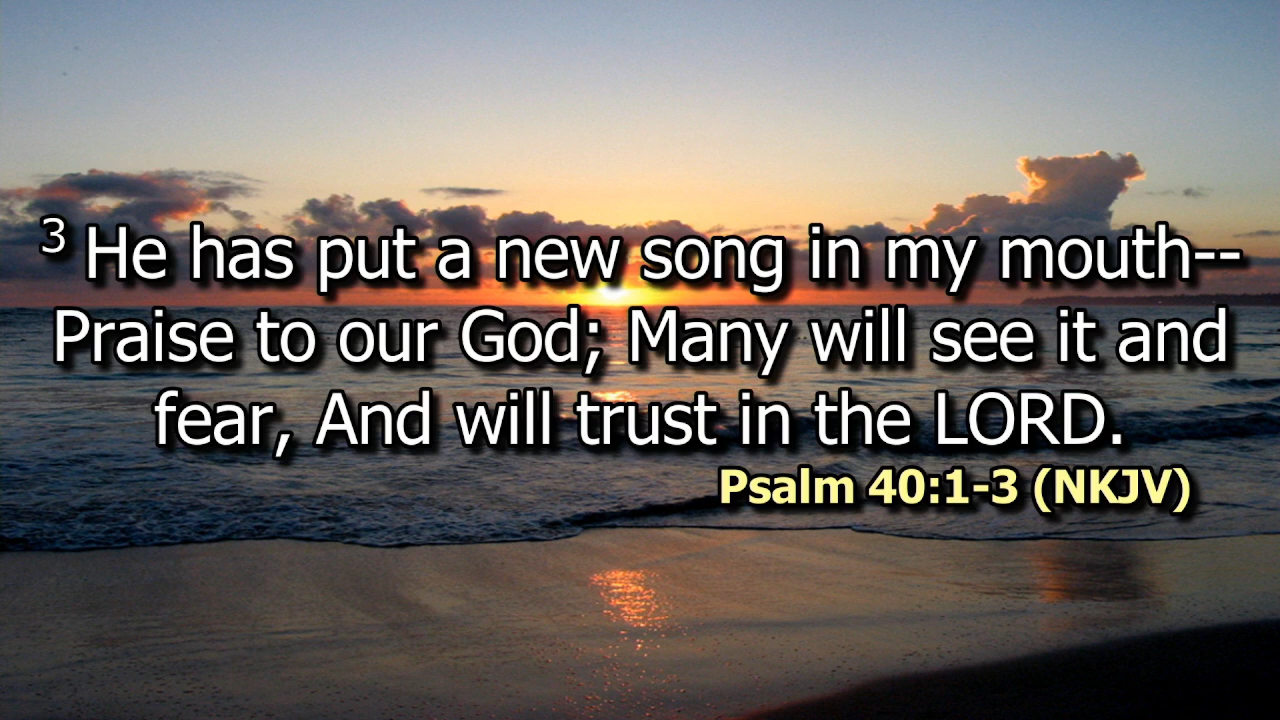 3 He has put a new song in my mouth--
Praise to our God; Many will see it and
fear, And will trust in the LORD.
Psalm 40:1-3 (NKJV)